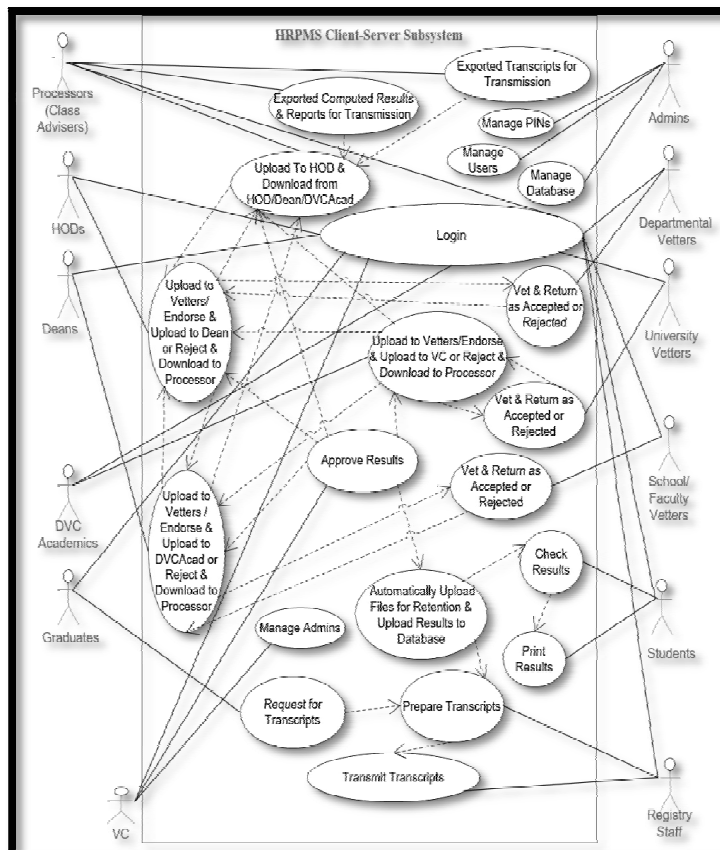 HRPMS Client-Server Subsystem
Processors
(Class
Advisers)
HODs
Deans
DVC
Academics
Graduates
VC
Exported Transcripts for
Transmission
Exported Computed Results
& Reports for Transmission
Manage PINs
Manage
Users
Manage
Database
Upload To HOD &
Download from
HOD/Dean/DVCAcad
Login
Upload to
Vetters/
Endorse &
Upload to Dean
or Reject &
Download to
Processor
Vet & Return
as Accepted or
Rejected
Upload to Vetters/Endorse
& Upload to VC or Reject &
Download to Processor
Vet & Return as
Accepted or
Rejected
Approve Results
Vet & Return as
Accepted or
Rejected
Upload to
Vetters /
Endorse &
Upload to
DVCAcad or
Reject &
Download to
Processor
Check
Results
Automatically Upload
Files for Retention &
Upload Results to
Database
Manage Admins
Print
Results
Request for
Transcripts
Prepare Transcripts
Transmit Transcripts
Admins
Departmental
Vetters
University
Vetters
School/
Faculty
Vetters
Students
Registry
Staff